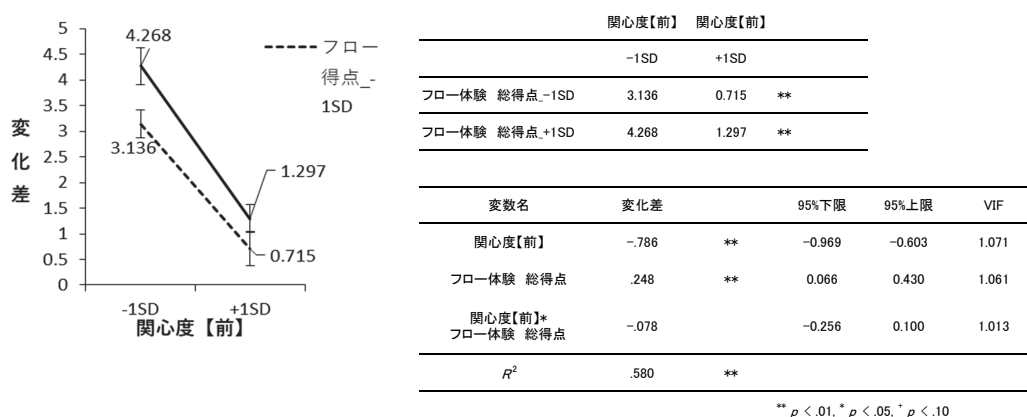 5
4.5
4
3.5
3
2.5
2
1.5
1
0.5
0
変化差
4.268
3.136
1.297
0.715
フロー
得点_-
1SD
-1SD +1SD
関心度【前】
関心度【前】 関心度【前】
-1SD +1SD
フロー体験 総得点_-1SD 3.136 0.715 **
フロー体験 総得点_+1SD 4.268 1.297 **
変数名 変化差 95%下限 95%上限 VIF
関心度【前】 -.786 ** -0.969 -0.603 1.071
フロー体験 総得点 .248 ** 0.066 0.430 1.061
関心度【前】*
フロー体験 総得点 -.078 -0.256 0.100 1.013
R² .580 **
** p < .01, * p < .05, + p < .10